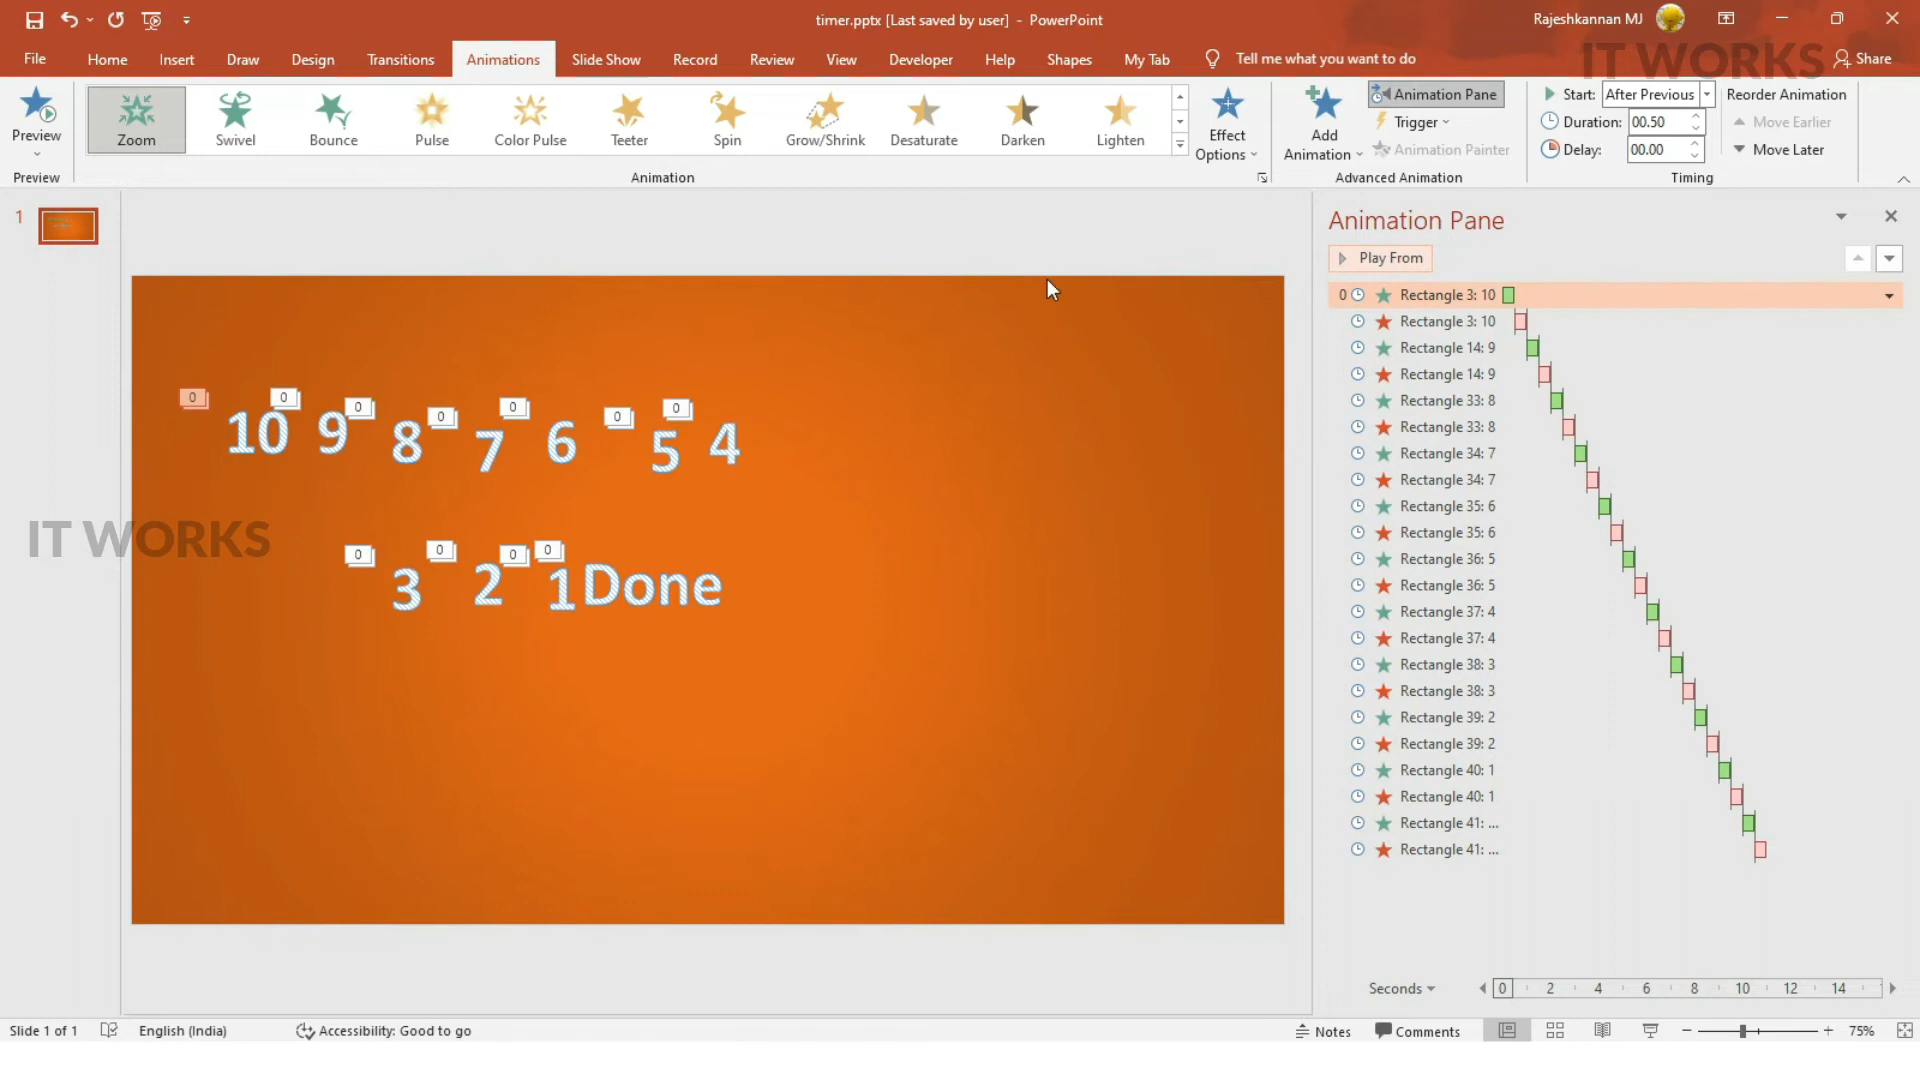 timer.pptx [Last saved by user] - PowerPoint
Rajeshkannan MJ
File Home Insert Draw Design Transitions Animations Slide Show Record Review View Developer Help Shapes My Tab Tell me what you want to do
IT WORKS
Share
Preview
Zoom Swivel Bounce Pulse Color Pulse Teeter Spin Grow/Shrink Desaturate Darken Lighten
Effect Options
Add Animation
Animation Pane
Trigger
Animation Painter
Start: After Previous
Duration: 00.50
Delay: 00.00
Reorder Animation
Move Earlier
Move Later
Preview Animation Advanced Animation Timing
1
0 0 0 0 0 0 0
10 9 8 7 6 5 4
IT WORKS
0 0 0 0
3 2 1 Done
Animation Pane
Play From
0 Rectangle 3: 10
Rectangle 3: 10
Rectangle 14: 9
Rectangle 14: 9
Rectangle 33: 8
Rectangle 33: 8
Rectangle 34: 7
Rectangle 34: 7
Rectangle 35: 6
Rectangle 35: 6
Rectangle 36: 5
Rectangle 36: 5
Rectangle 37: 4
Rectangle 37: 4
Rectangle 38: 3
Rectangle 38: 3
Rectangle 39: 2
Rectangle 39: 2
Rectangle 40: 1
Rectangle 40: 1
Rectangle 41: ...
Rectangle 41: ...
Seconds 0 2 4 6 8 10 12 14
Slide 1 of 1 English (India) Accessibility: Good to go Notes Comments 75%